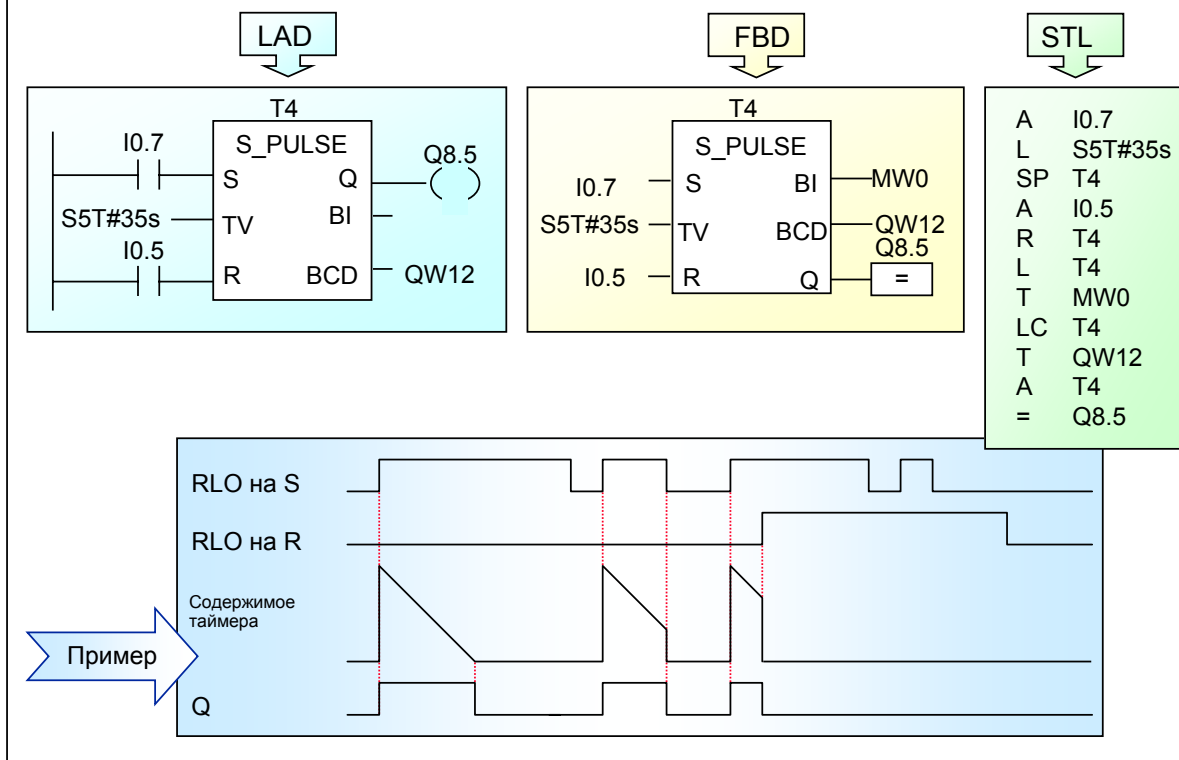 LAD
T4
I0.7
S_PULSE
Q8.5
S
Q
S5T#35s
TV
BI
I0.5
R
BCD
QW12
FBD
T4
S_PULSE
I0.7
S
BI
MW0
S5T#35s
TV
BCD
QW12
Q8.5
I0.5
R
Q
=
STL
A I0.7
L S5T#35s
SP T4
A I0.5
R T4
L T4
T MW0
LC T4
T QW12
A T4
= Q8.5
RLO на S
RLO на R
Содержимое
таймера
Пример
Q